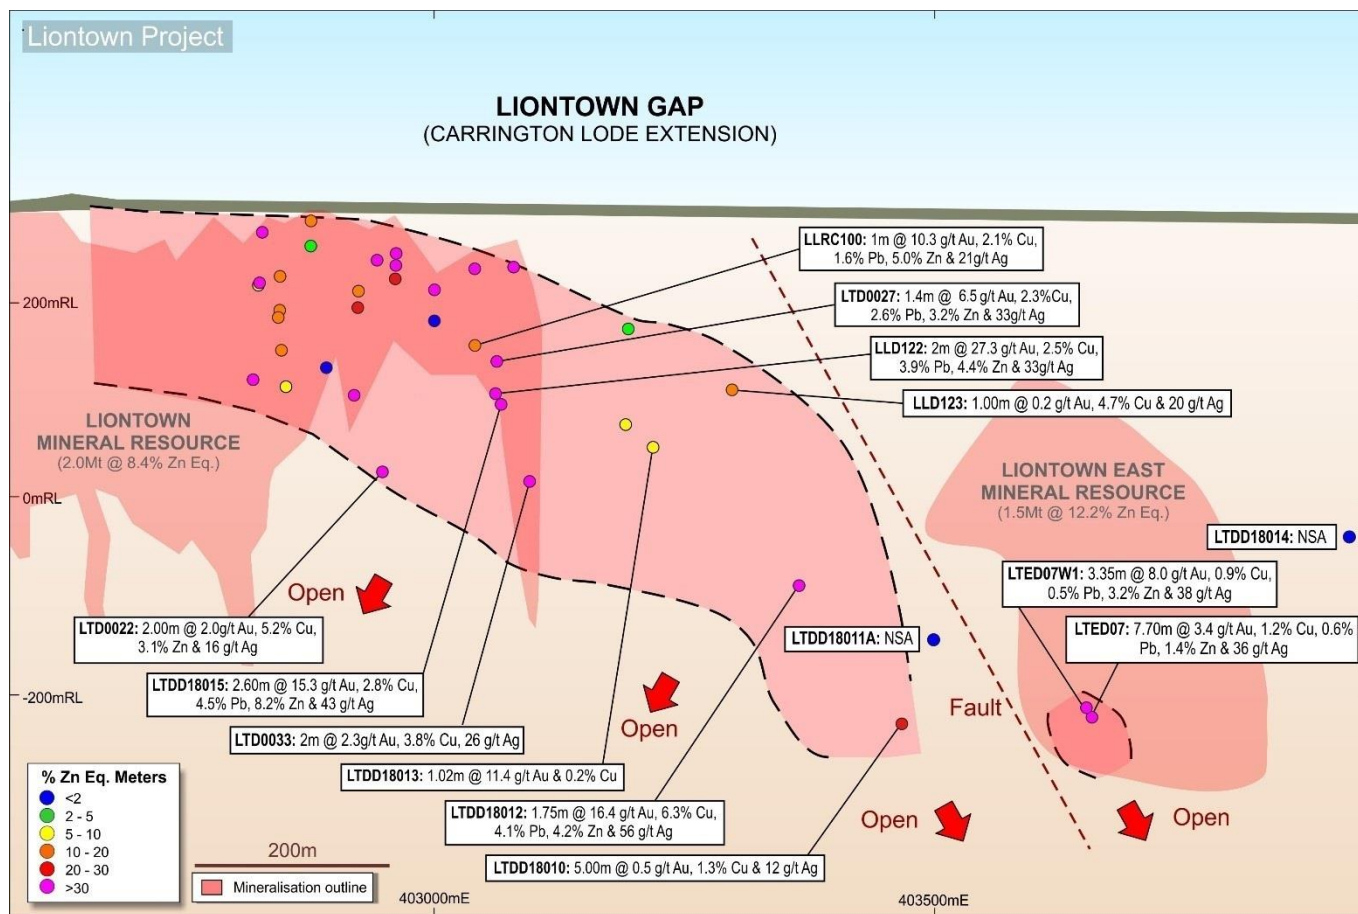 Liontown Project
LIONTOWN GAP
(CARRINGTON LODE EXTENSION)
LLRC100: 1m @ 10.3 g/t Au, 2.1% Cu,
1.6% Pb, 5.0% Zn & 21g/t Ag
200mRL
LTD0027: 1.4m @ 6.5 g/t Au, 2.3%Cu,
2.6% Pb, 3.2% Zn & 33g/t Ag
LLD122: 2m @ 27.3 g/t Au, 2.5% Cu,
3.9% Pb, 4.4% Zn & 33g/t Ag
LLD123: 1.00m @ 0.2 g/t Au, 4.7% Cu & 20 g/t Ag
LIONTOWN
MINERAL RESOURCE
(2.0Mt @ 8.4% Zn Eq.)
LIONTOWN EAST
MINERAL RESOURCE
(1.5Mt @ 12.2% Zn Eq.)
0mRL
LTDD18014: NSA
LTED07W1: 3.35m @ 8.0 g/t Au, 0.9% Cu,
0.5% Pb, 3.2% Zn & 38 g/t Ag
Open
LTD0022: 2.00m @ 2.0g/t Au, 5.2% Cu,
3.1% Zn & 16 g/t Ag
LTDD18011A: NSA
LTED07: 7.70m @ 3.4 g/t Au, 1.2% Cu, 0.6%
Pb, 1.4% Zn & 36 g/t Ag
LTDD18015: 2.60m @ 15.3 g/t Au, 2.8% Cu,
4.5% Pb, 8.2% Zn & 43 g/t Ag
-200mRL
Fault
Open
LTD0033: 2m @ 2.3g/t Au, 3.8% Cu, 26 g/t Ag
LTDD18013: 1.02m @ 11.4 g/t Au & 0.2% Cu
LTDD18012: 1.75m @ 16.4 g/t Au, 6.3% Cu,
4.1% Pb, 4.2% Zn & 56 g/t Ag
Open
Open
LTDD18010: 5.00m @ 0.5 g/t Au, 1.3% Cu & 12 g/t Ag
% Zn Eq. Meters
<2
2 - 5
5 - 10
10 - 20
20 - 30
>30
200m
Mineralisation outline
403000mE
403500mE